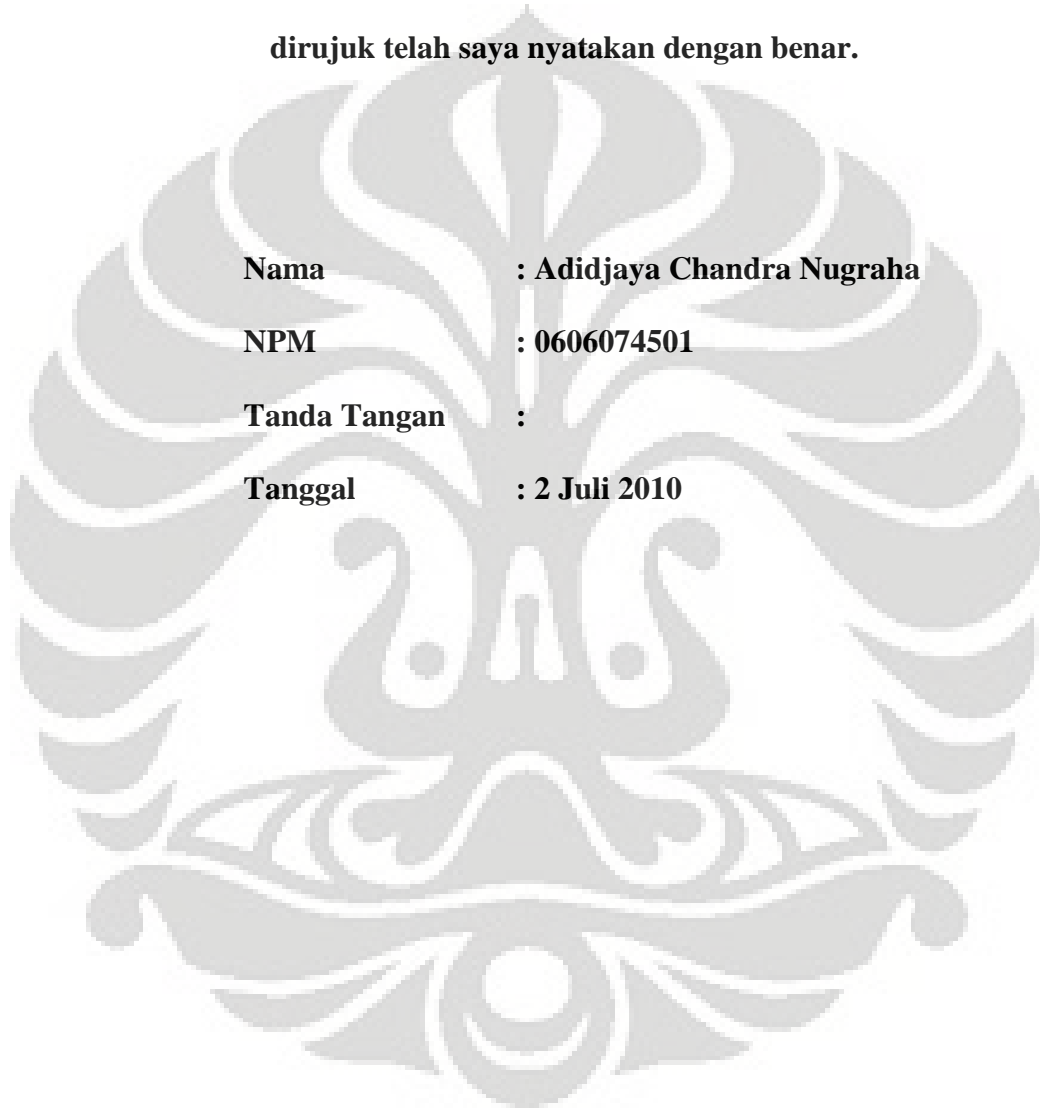 dirujuk telah saya nyatakan dengan benar.
Nama : Adidjaya Chandra Nugraha
NPM : 0606074501
Tanda Tangan :
Tanggal : 2 Juli 2010